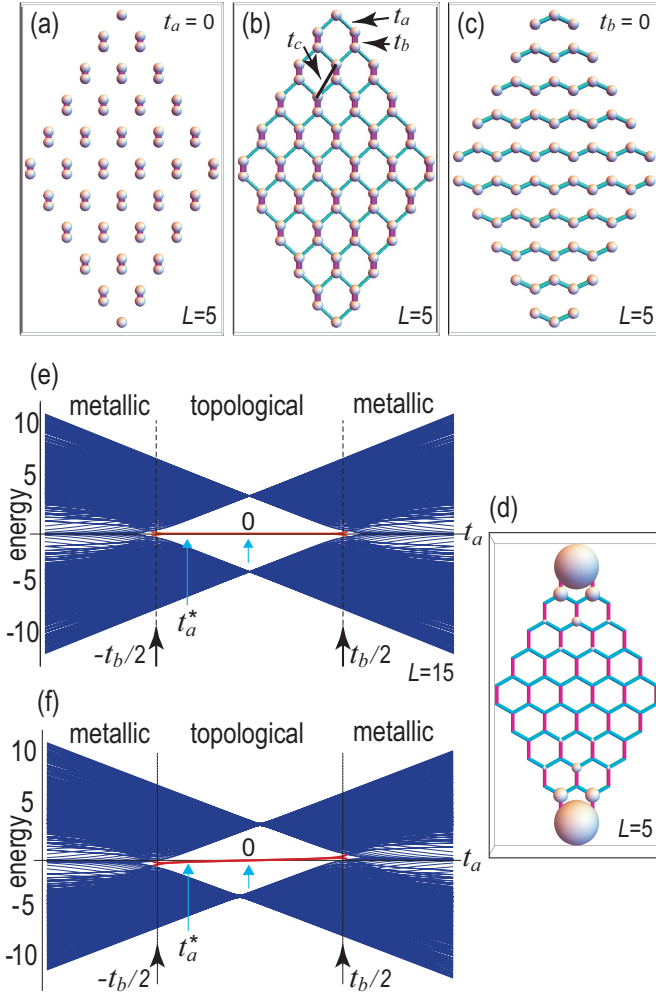 (a)
t_a = 0
L=5
(b)
t_a
t_b
t_c
L=5
(c)
t_b = 0
L=5
(e)
metallic topological metallic
10
5
0
-5
-10
energy
t_a
t_a*
-t_b/2
t_b/2
L=15
(d)
L=5
(f)
metallic topological metallic
10
5
0
-5
-10
energy
t_a
t_a*
-t_b/2
t_b/2